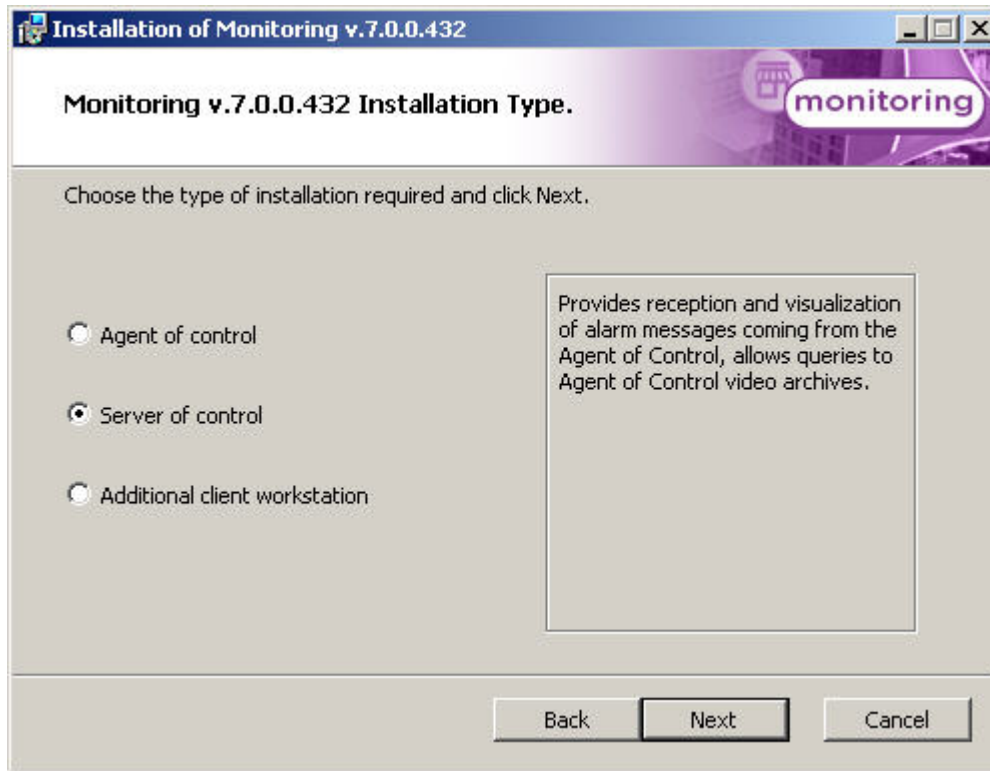 Installation of Monitoring v.7.0.0.432
Monitoring v.7.0.0.432 Installation Type.
monitoring
Choose the type of installation required and click Next.
Agent of control
Server of control
Additional client workstation
Provides reception and visualization
of alarm messages coming from the
Agent of Control, allows queries to
Agent of Control video archives.
Back
Next
Cancel